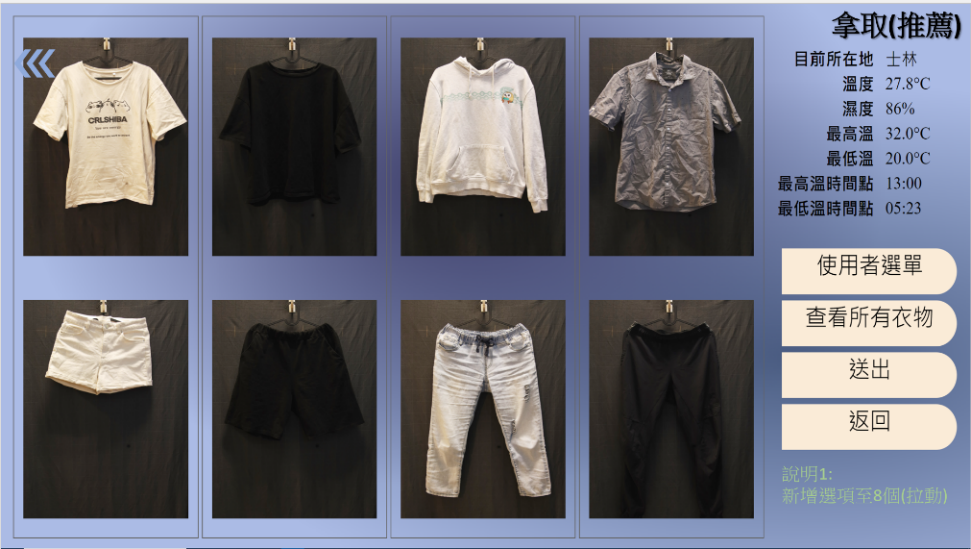 拿取(推薦)
目前所在地 士林
溫度 27.8°C
濕度 86%
最高溫 32.0°C
最低溫 20.0°C
最高溫時間點 13:00
最低溫時間點 05:23
使用者選單
查看所有衣物
送出
返回
說明1:
新增選項至8個(拉動)
CRLSHIBA